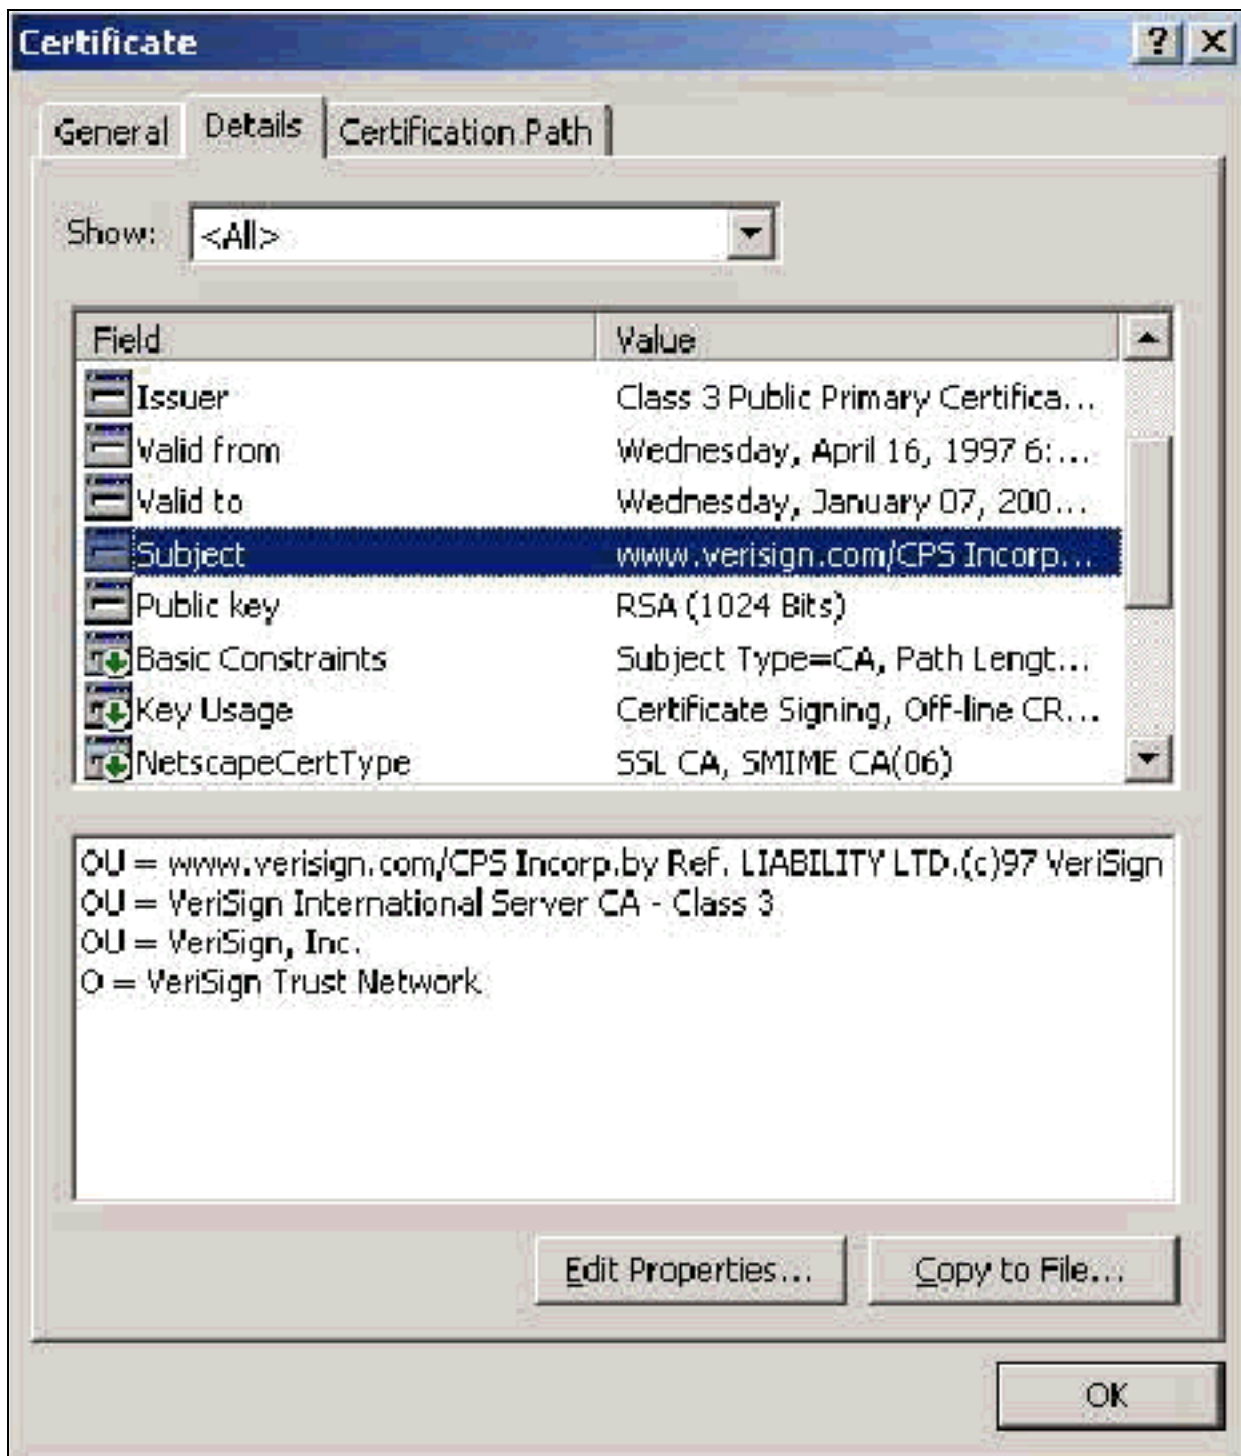 Certificate
General Details Certification Path
Show: <All>
Field Value
Issuer Class 3 Public Primary Certifica...
Valid from Wednesday, April 16, 1997 6:...
Valid to Wednesday, January 07, 200...
Subject www.verisign.com/CPS Incorp...
Public key RSA (1024 Bits)
Basic Constraints Subject Type=CA, Path Lengt...
Key Usage Certificate Signing, Off-line CR...
NetscapeCertType SSL CA, SMIME CA(06)
OU = www.verisign.com/CPS Incorp.by Ref. LIABILITY LTD.(c)97 VeriSign
OU = VeriSign International Server CA - Class 3
OU = VeriSign, Inc.
O = VeriSign Trust Network
Edit Properties... Copy to File...
OK